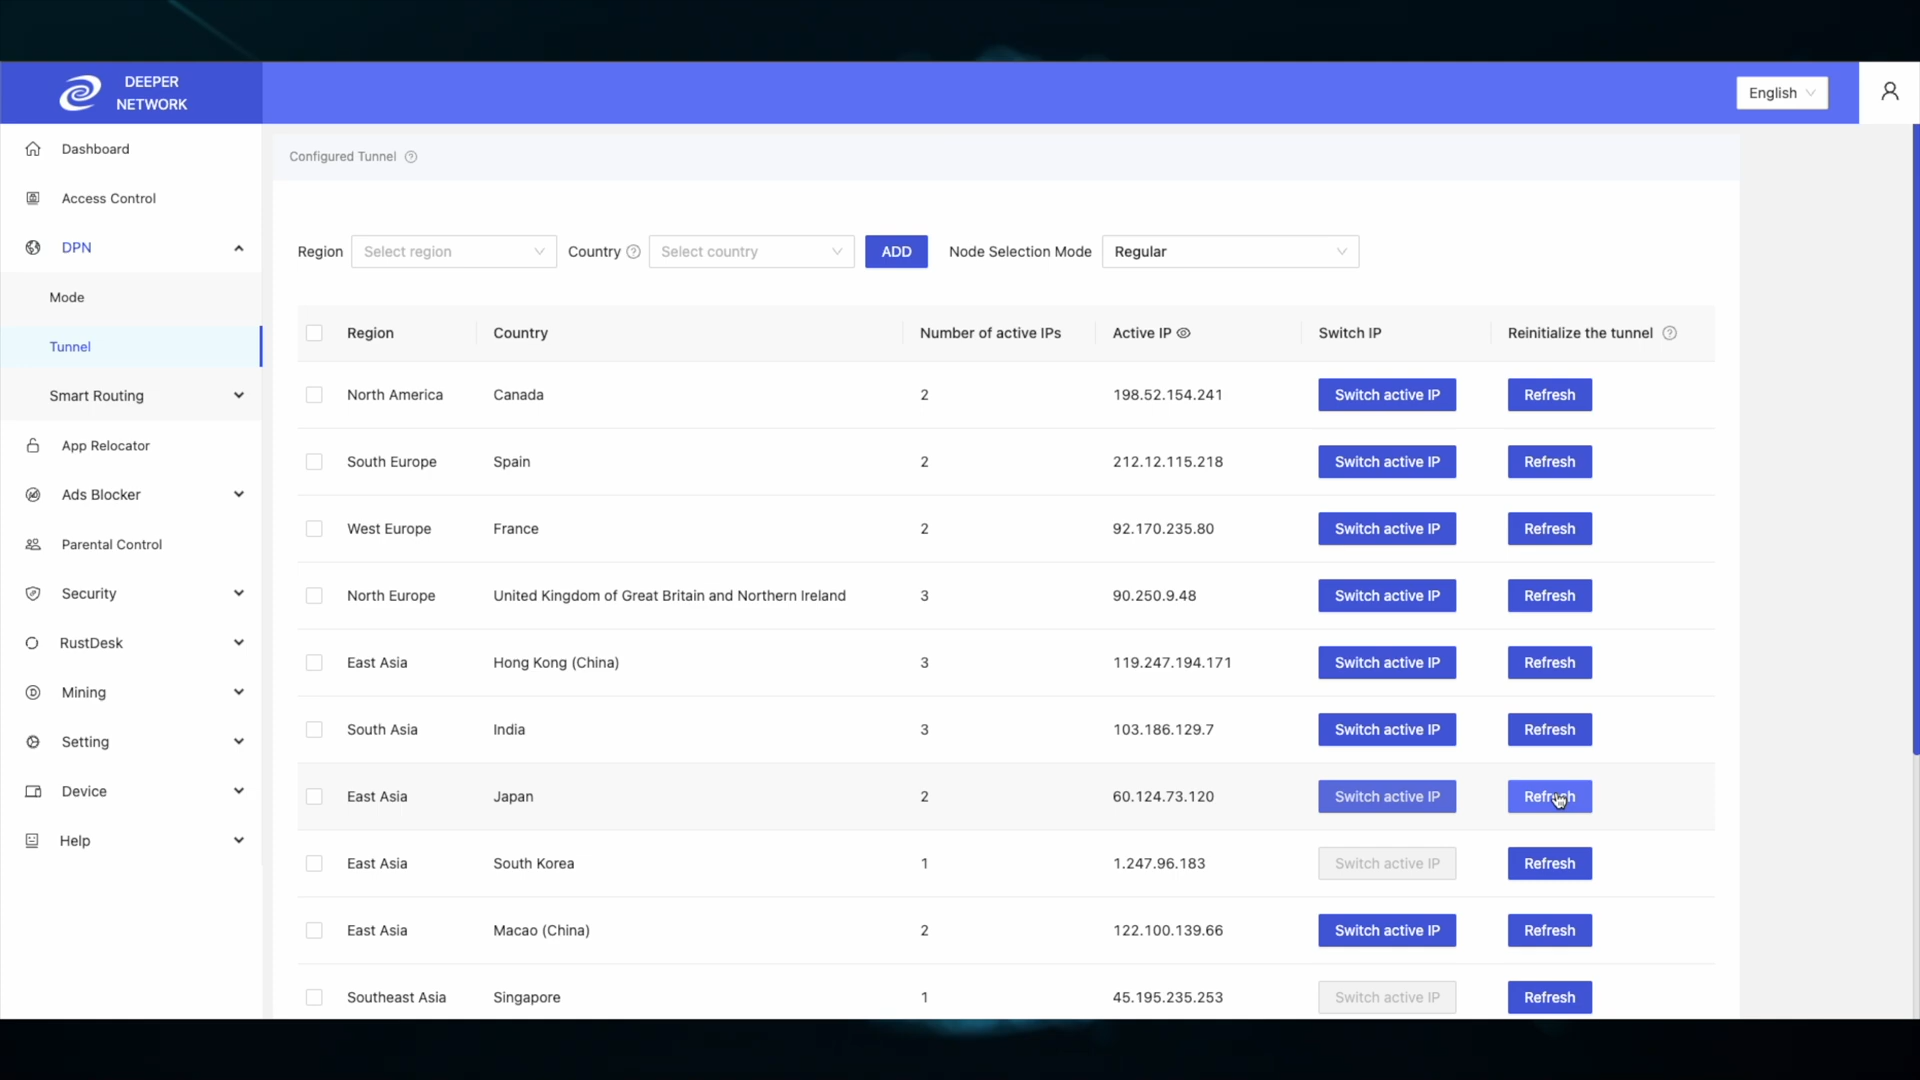 DEEPER
NETWORK
English
Dashboard
Access Control
DPN
Mode
Tunnel
Smart Routing
App Relocator
Ads Blocker
Parental Control
Security
RustDesk
Mining
Setting
Device
Help
Configured Tunnel
Region Select region Country Select country ADD Node Selection Mode Regular
Region Country Number of active IPs Active IP Switch IP Reinitialize the tunnel
North America Canada 2 198.52.154.241 Switch active IP Refresh
South Europe Spain 2 212.12.115.218 Switch active IP Refresh
West Europe France 2 92.170.235.80 Switch active IP Refresh
North Europe United Kingdom of Great Britain and Northern Ireland 3 90.250.9.48 Switch active IP Refresh
East Asia Hong Kong (China) 3 119.247.194.171 Switch active IP Refresh
South Asia India 3 103.186.129.7 Switch active IP Refresh
East Asia Japan 2 60.124.73.120 Switch active IP Refresh
East Asia South Korea 1 1.247.96.183 Switch active IP Refresh
East Asia Macao (China) 2 122.100.139.66 Switch active IP Refresh
Southeast Asia Singapore 1 45.195.235.253 Switch active IP Refresh